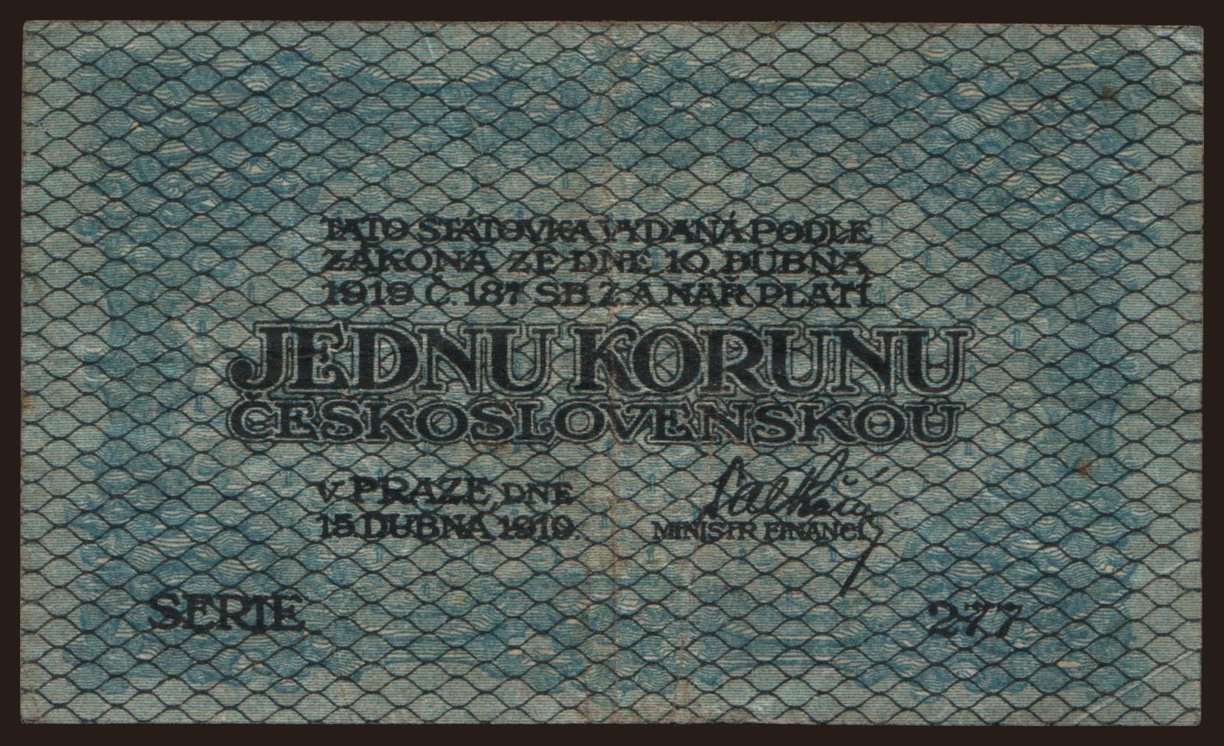 TATO STÁTOVKA VYDANÁ PODLE
ZÁKONA ZE DNE 10. DUBNA
1919 Č. 187 SB. Z. A NAŘ. PLATÍ
JEDNU KORUNU
ČESKOSLOVENSKOU
V PRAZE, DNE
15. DUBNA 1919.
MINISTR FINANCÍ
SERIE 277